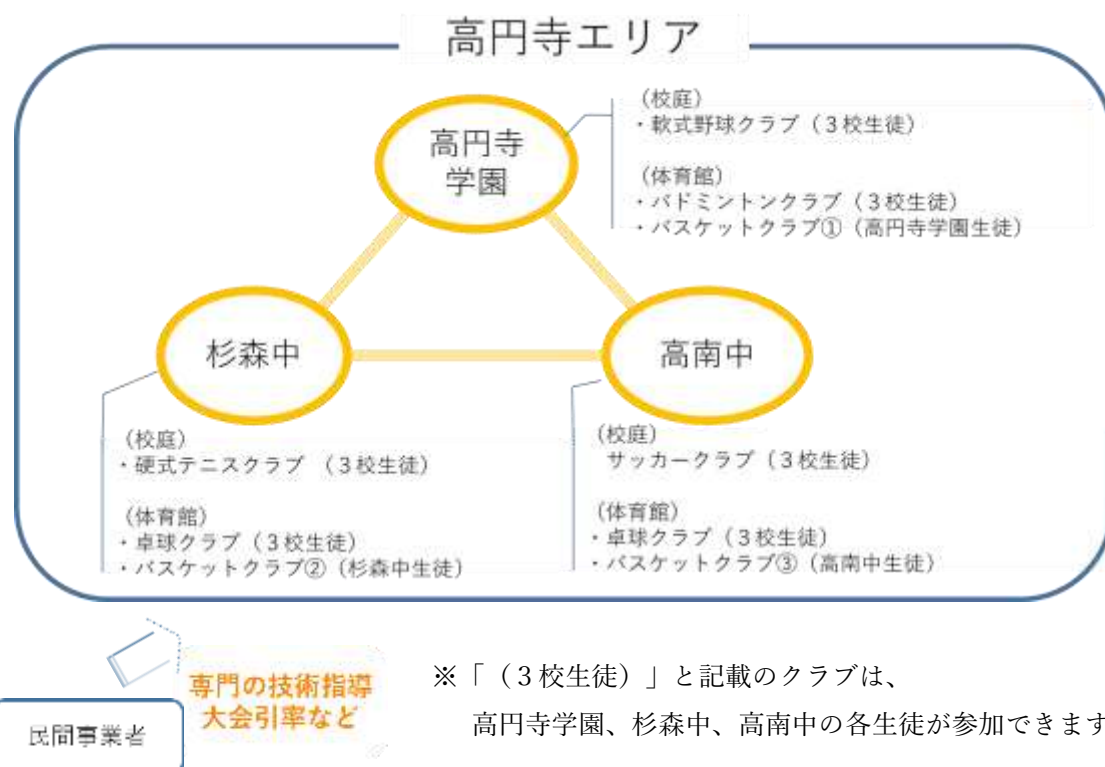 高円寺エリア
高円寺
学園
(校庭)
・軟式野球クラブ（３校生徒）
(体育館)
・バドミントンクラブ（３校生徒）
・バスケットクラブ①（高円寺学園生徒）
杉森中
(校庭)
・硬式テニスクラブ （３校生徒）
(体育館)
・卓球クラブ（３校生徒）
・バスケットクラブ②（杉森中生徒）
高南中
(校庭)
サッカークラブ（３校生徒）
(体育館)
・卓球クラブ（３校生徒）
・バスケットクラブ③（高南中生徒）
民間事業者
専門の技術指導
大会引率など
※「（３校生徒）」と記載のクラブは、
高円寺学園、杉森中、高南中の各生徒が参加できます